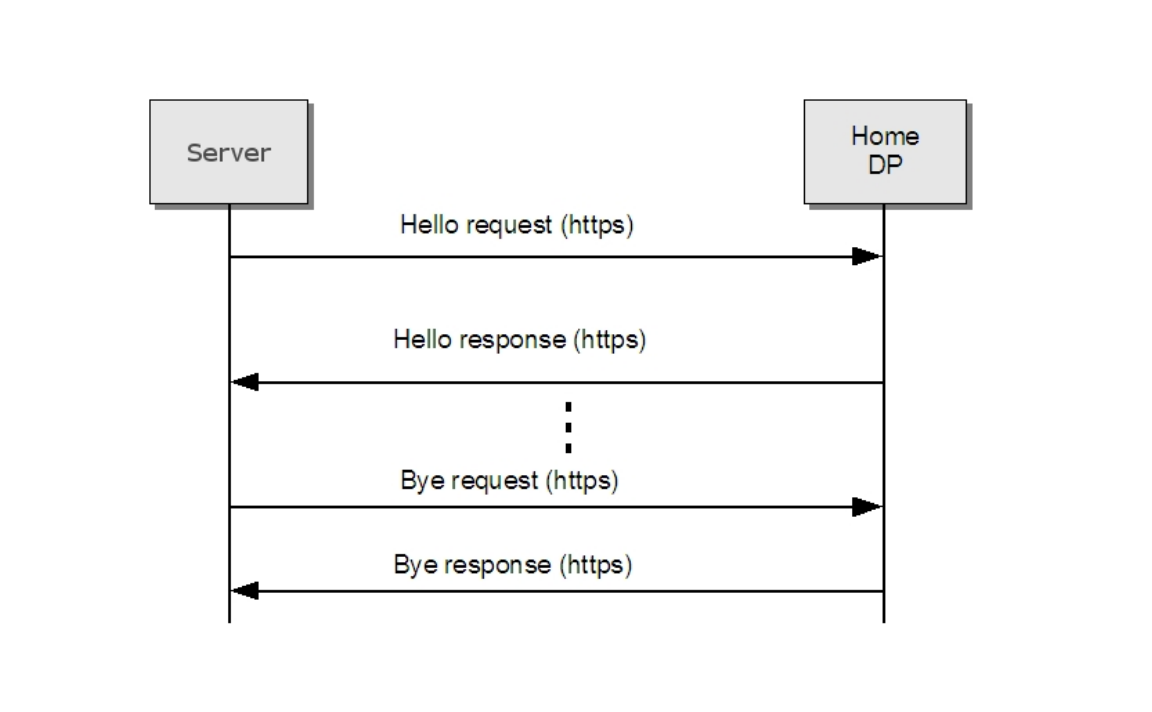 Server
Home
DP
Hello request (https)
Hello response (https)
Bye request (https)
Bye response (https)